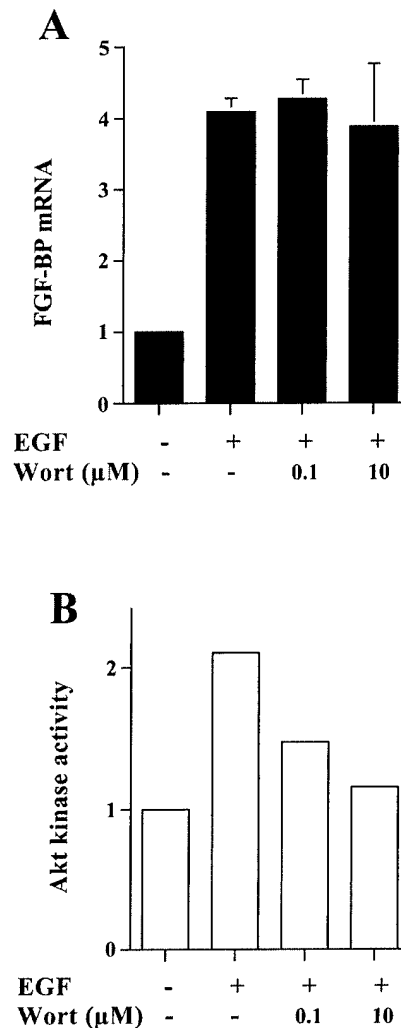 A
5
4
3
2
1
0
FGF-BP mRNA
EGF - + + +
Wort (µM) - - 0.1 10
B
2
1
0
Akt kinase activity
EGF - + + +
Wort (µM) - - 0.1 10